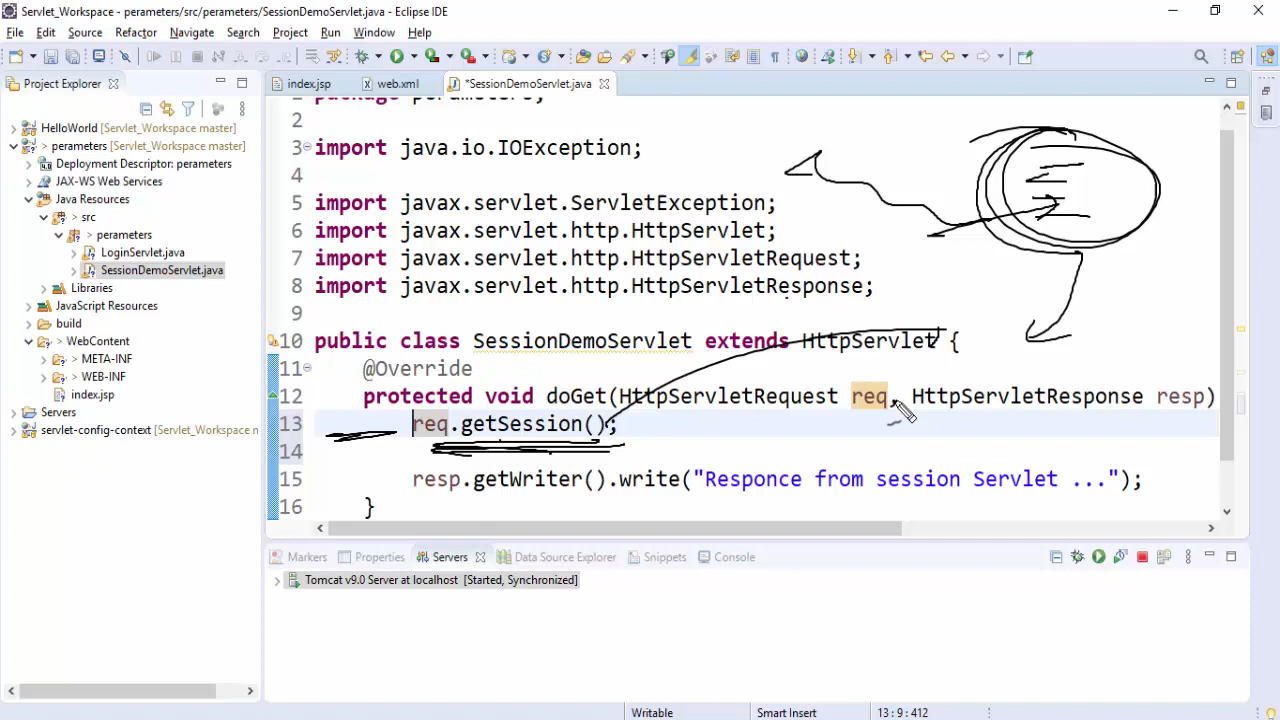 Servlet_Workspace - perameters/src/perameters/SessionDemoServlet.java - Eclipse IDE
File Edit Source Refactor Navigate Search Project Run Window Help
Project Explorer
index.jsp web.xml *SessionDemoServlet.java
HelloWorld [Servlet_Workspace master]
> perameters [Servlet_Workspace master]
Deployment Descriptor: perameters
JAX-WS Web Services
Java Resources
> src
> perameters
LoginServlet.java
SessionDemoServlet.java
Libraries
JavaScript Resources
build
> WebContent
META-INF
WEB-INF
index.jsp
Servers
servlet-config-context [Servlet_Workspace m
package perameters;
2
3 import java.io.IOException;
4
5 import javax.servlet.ServletException;
6 import javax.servlet.http.HttpServlet;
7 import javax.servlet.http.HttpServletRequest;
8 import javax.servlet.http.HttpServletResponse;
9
10 public class SessionDemoServlet extends HttpServlet {
11 @Override
12 protected void doGet(HttpServletRequest req, HttpServletResponse resp)
13 req.getSession();
14
15 resp.getWriter().write("Responce from session Servlet ...");
16 }
Markers Properties Servers Data Source Explorer Snippets Console
Tomcat v9.0 Server at localhost [Started, Synchronized]
Writable Smart Insert 13 : 9 : 412